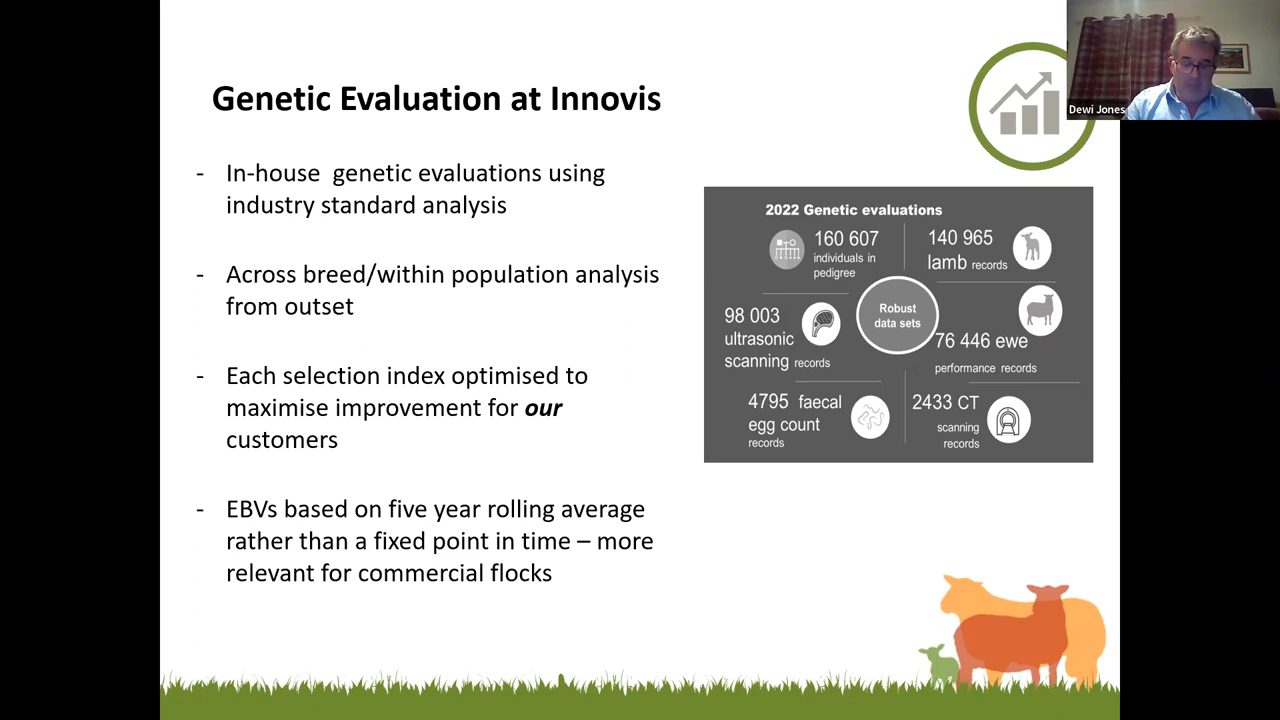 Genetic Evaluation at Innovis
- In-house  genetic evaluations using
industry standard analysis
- Across breed/within population analysis
from outset
- Each selection index optimised to
maximise improvement for our
customers
- EBVs based on five year rolling average
rather than a fixed point in time – more
relevant for commercial flocks
2022 Genetic evaluations
160 607
individuals in
pedigree
140 965
lamb records
98 003
ultrasonic
scanning records
Robust
data sets
76 446 ewe
performance records
4795 faecal
egg count
records
2433 CT
scanning
records
Dewi Jones